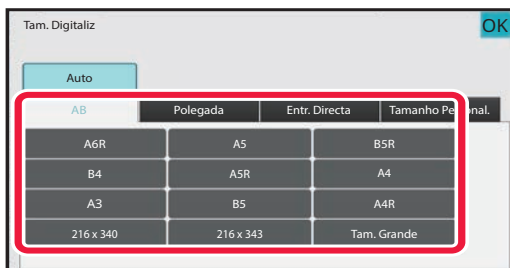 Tam. Digitaliz OK
Auto
AB Polegada Entr. Directa Tamanho Pe nal.
A6R A5 B5R
B4 A5R A4
A3 B5 A4R
216 x 340 216 x 343 Tam. Grande